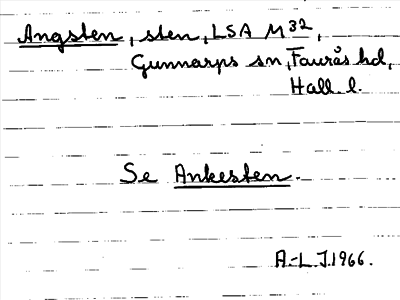 Angsten, sten, LSA M32,
Gunnarps sn, Faurås hd,
Hall. l.
Se Ankesten.
A.-L.J. 1966.